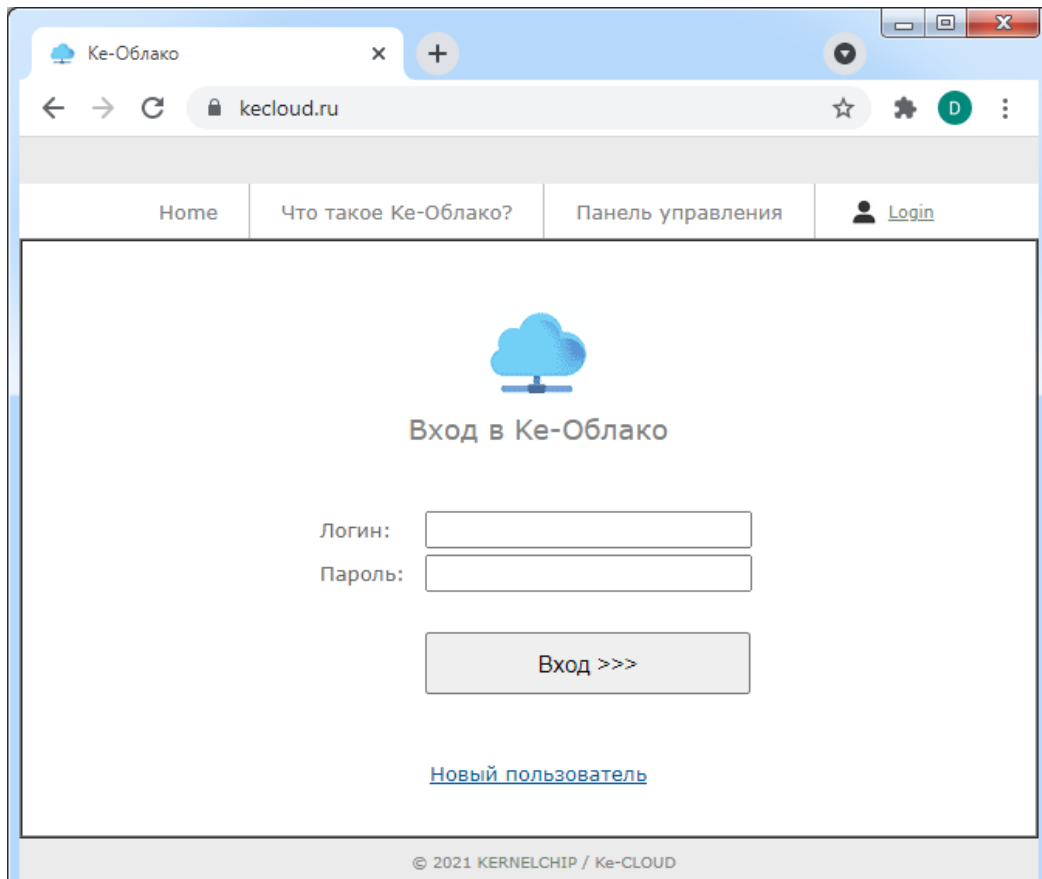 Ke-Облако
kecloud.ru
D
Home Что такое Ке-Облако? Панель управления Login
Вход в Ке-Облако
Логин:
Пароль:
Вход >>>
Новый пользователь
© 2021 KERNELCHIP / Ke-CLOUD